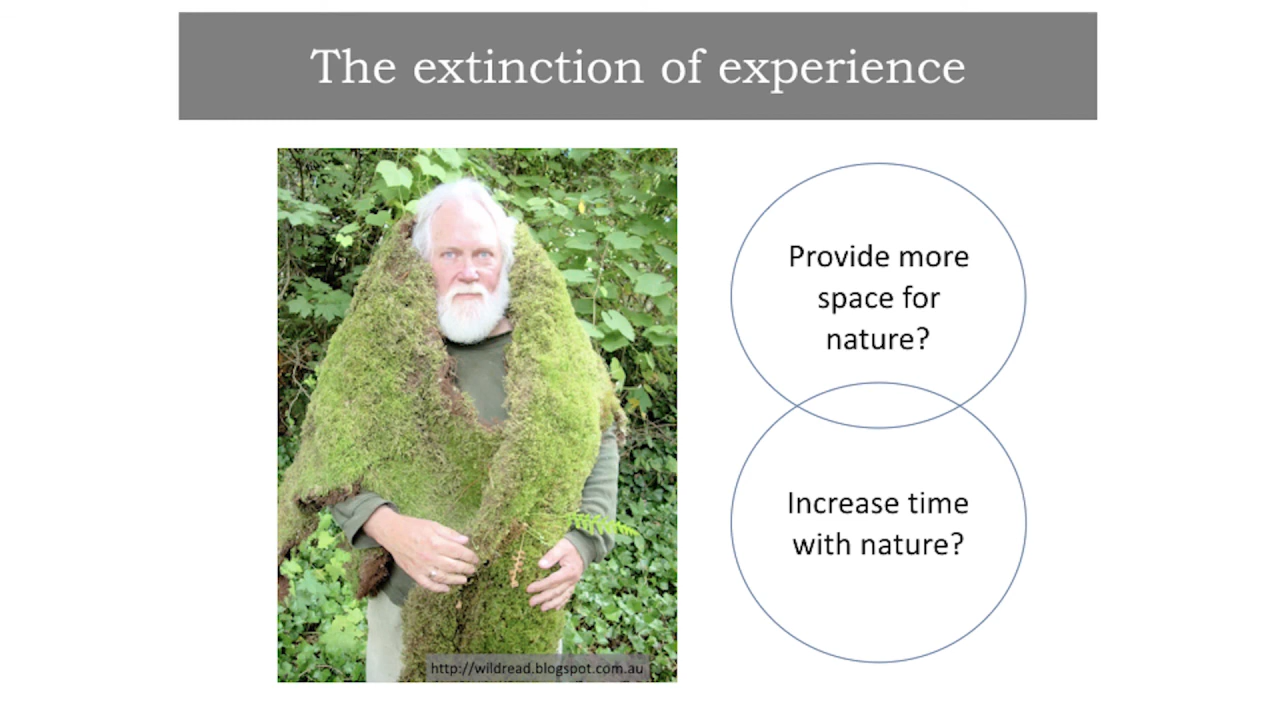 The extinction of experience
Provide more
space for
nature?
Increase time
with nature?
http://wildread.blogspot.com.au